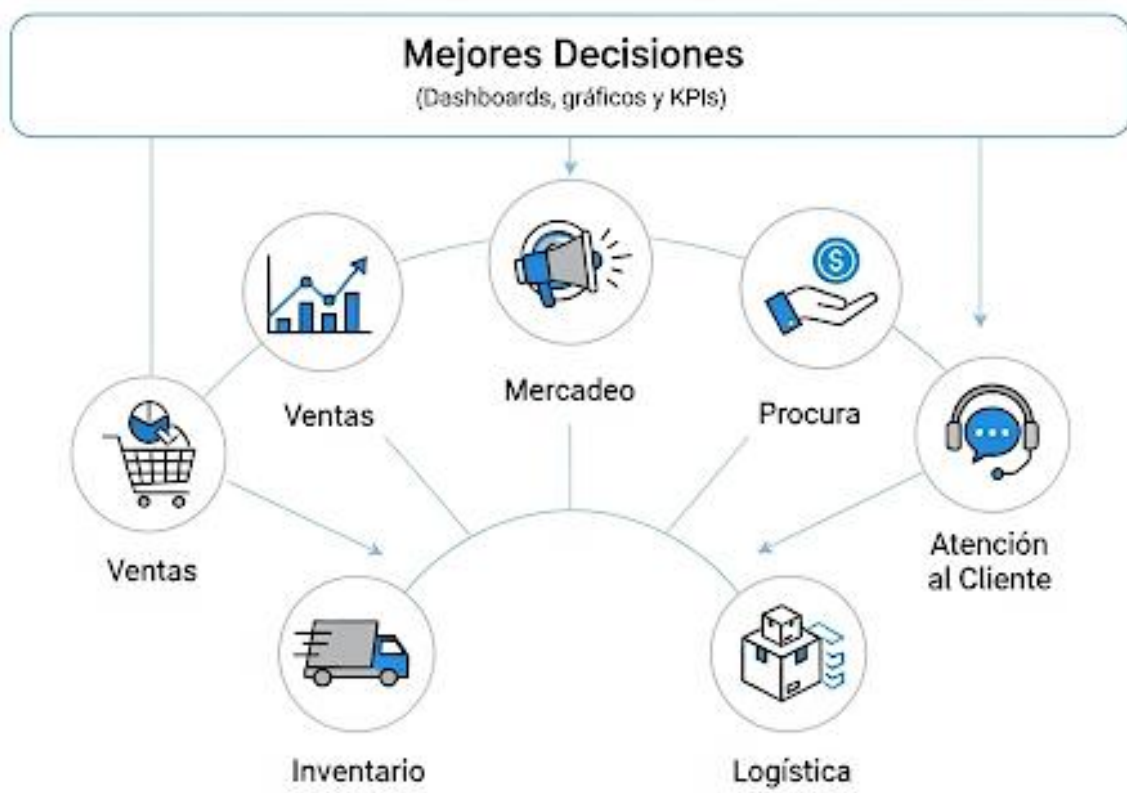 Mejores Decisiones
(Dashboards, gráficos y KPIs)
$
Ventas
Mercadeo
Procura
Ventas
Atención
al Cliente
Inventario
Logística